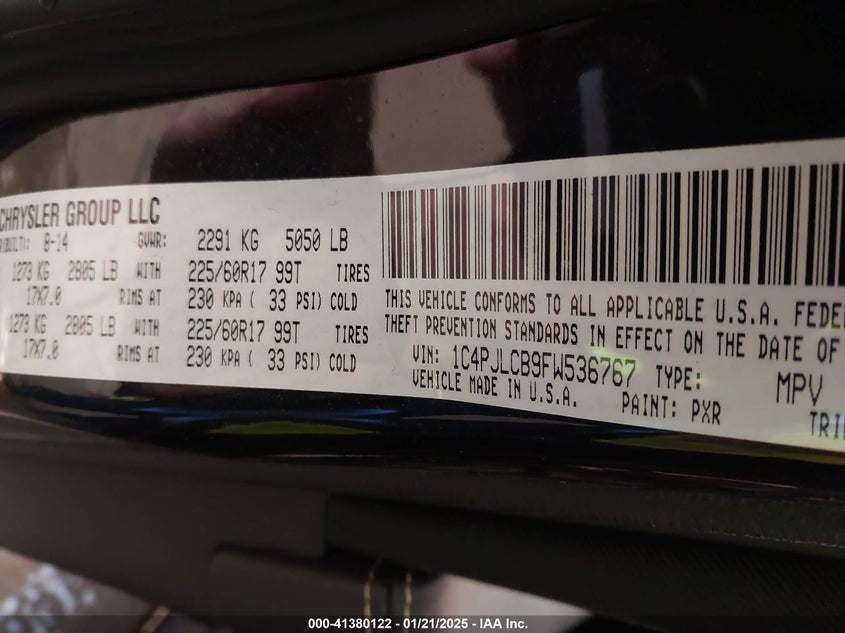 CHRYSLER GROUP LLC
BUILT): 8-14 GVWR: 2291 KG 5050 LB
1273 KG 2805 LB WITH 225/60R17 99T TIRES
17X7.0 RIMS AT 230 KPA ( 33 PSI) COLD
1273 KG 2805 LB WITH 225/60R17 99T TIRES
17X7.0 RIMS AT 230 KPA ( 33 PSI) COLD
THIS VEHICLE CONFORMS TO ALL APPLICABLE U.S.A.
THEFT PREVENTION STANDARDS IN EFFECT ON THE DATE OF
VIN: 1C4PJLCB9FW536767 TYPE: MPV
VEHICLE MADE IN U.S.A. PAINT: PXR
000-41380122 — 01/21/2025 — IAA Inc.